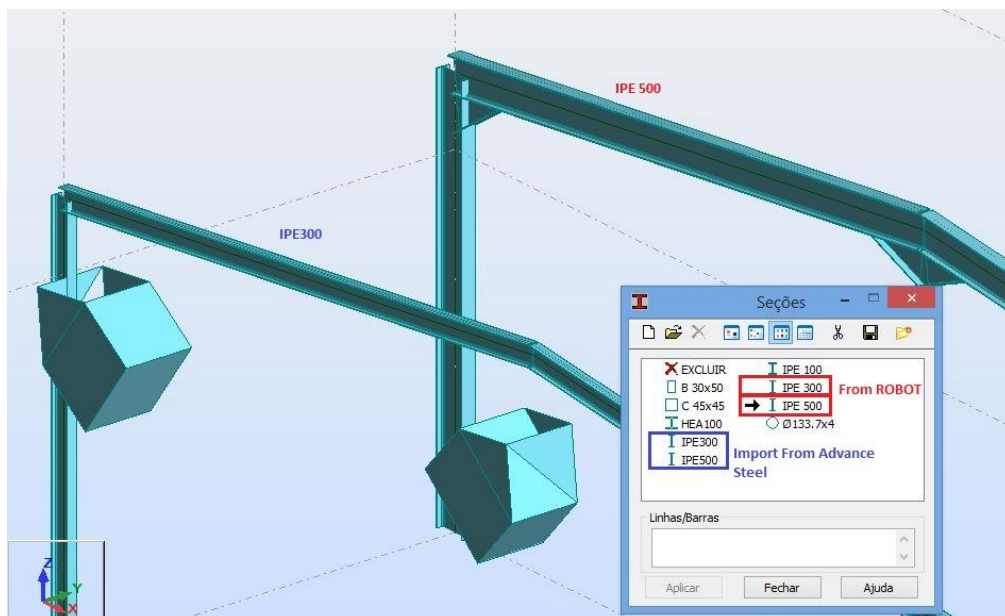 IPE 500
IPE300
Seções
EXCLUIR
B 30x50
C 45x45
HEA100
IPE300
IPE500
IPE 100
IPE 300
IPE 500
Ø133.7x4
From ROBOT
Import From Advance
Steel
Linhas/Barras
Aplicar
Fechar
Ajuda
Z
Y
X